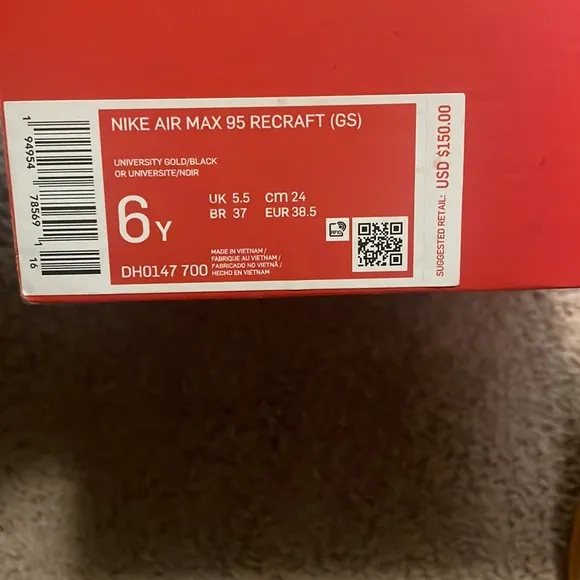 NIKE AIR MAX 95 RECRAFT (GS)
UNIVERSITY GOLD/BLACK
OR UNIVERSITE/NOIR
6Y
UK 5.5 cm 24
BR 37 EUR 38.5
DH0147 700
MADE IN VIETNAM /
FABRIQUE AU VIETNAM /
FABRICADO NO VIETNÃ /
HECHO EN VIETNAM
RFID
SUGGESTED RETAIL: USD $150.00
1 94954 78569 1 16